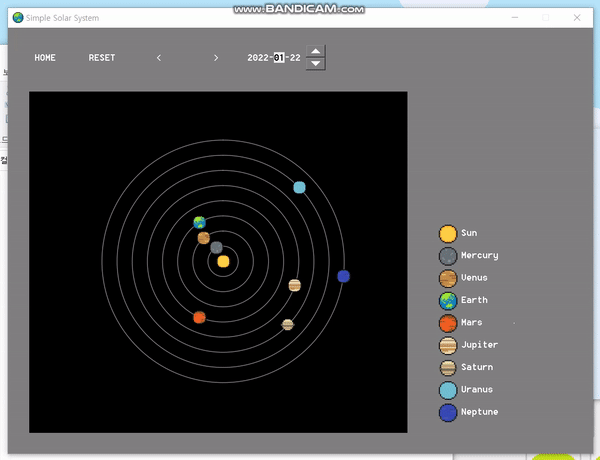 www.BANDICAM.com
Simple Solar System
HOME RESET < > 2022-01-22
Sun
Mercury
Venus
Earth
Mars
Jupiter
Saturn
Uranus
Neptune